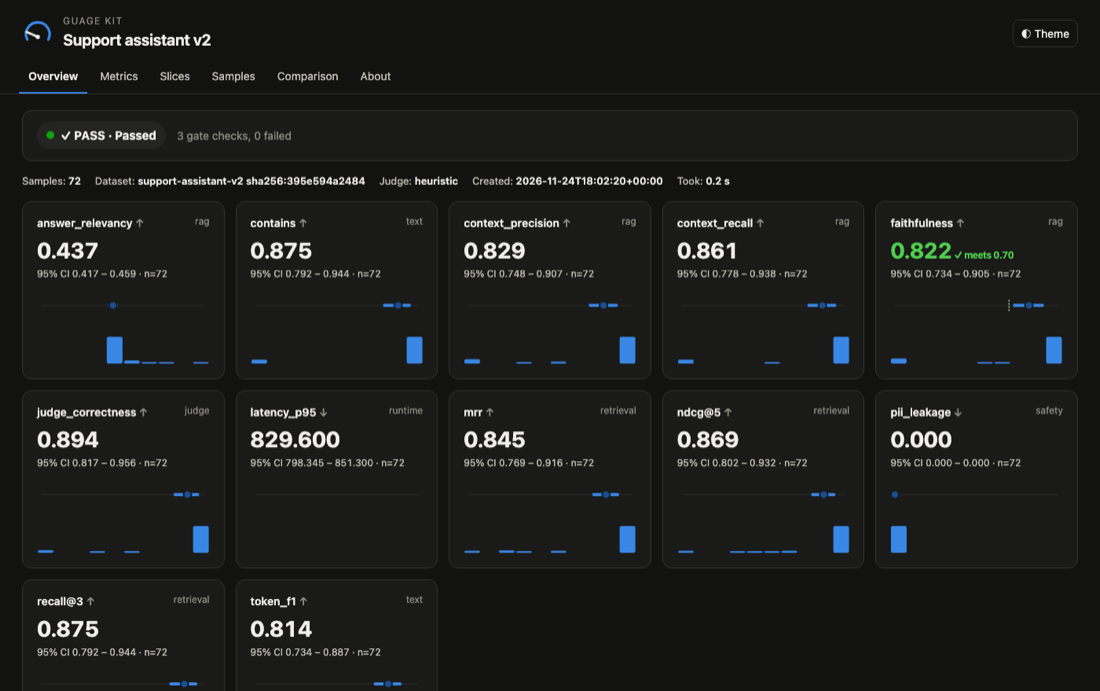 GUAGE KIT
Support assistant v2
Theme
Overview Metrics Slices Samples Comparison About
✓ PASS · Passed 3 gate checks, 0 failed
Samples: 72 Dataset: support-assistant-v2 sha256:395e594a2484 Judge: heuristic Created: 2026-11-24T18:02:20+00:00 Took: 0.2 s
answer_relevancy ↑ rag
0.437
95% CI 0.417 – 0.459 · n=72
contains ↑ text
0.875
95% CI 0.792 – 0.944 · n=72
context_precision ↑ rag
0.829
95% CI 0.748 – 0.907 · n=72
context_recall ↑ rag
0.861
95% CI 0.778 – 0.938 · n=72
faithfulness ↑ rag
0.822 ✓ meets 0.70
95% CI 0.734 – 0.905 · n=72
judge_correctness ↑ judge
0.894
95% CI 0.817 – 0.956 · n=72
latency_p95 ↓ runtime
829.600
95% CI 798.345 – 851.300 · n=72
mrr ↑ retrieval
0.845
95% CI 0.769 – 0.916 · n=72
ndcg@5 ↑ retrieval
0.869
95% CI 0.802 – 0.932 · n=72
pii_leakage ↓ safety
0.000
95% CI 0.000 – 0.000 · n=72
recall@3 ↑ retrieval
0.875
95% CI 0.792 – 0.944 · n=72
token_f1 ↑ text
0.814
95% CI 0.734 – 0.887 · n=72